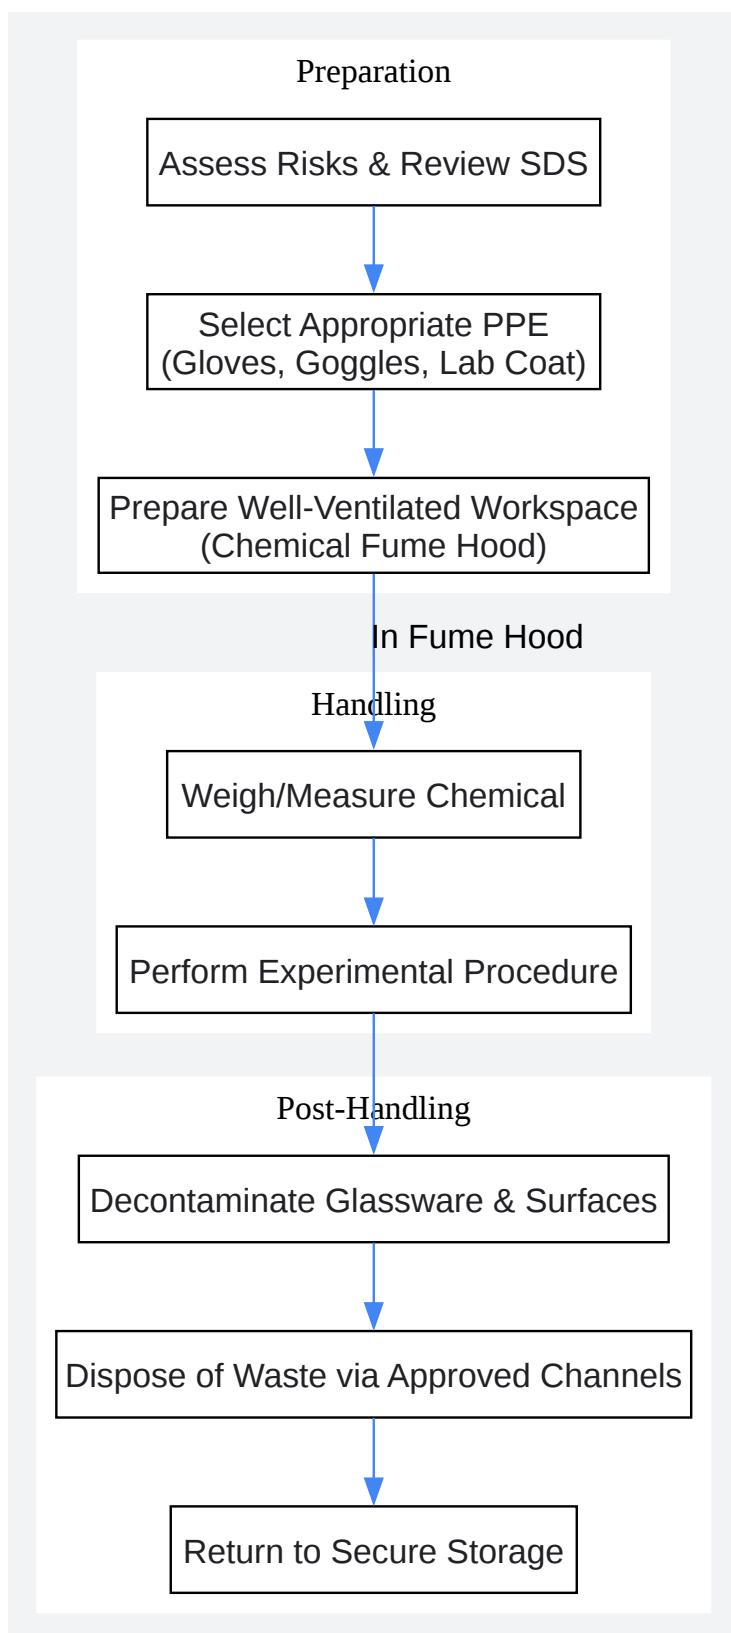 Preparation
Assess Risks & Review SDS
Select Appropriate PPE
(Gloves, Goggles, Lab Coat)
Prepare Well-Ventilated Workspace
(Chemical Fume Hood)
In Fume Hood
Handling
Weigh/Measure Chemical
Perform Experimental Procedure
Post-Handling
Decontaminate Glassware & Surfaces
Dispose of Waste via Approved Channels
Return to Secure Storage